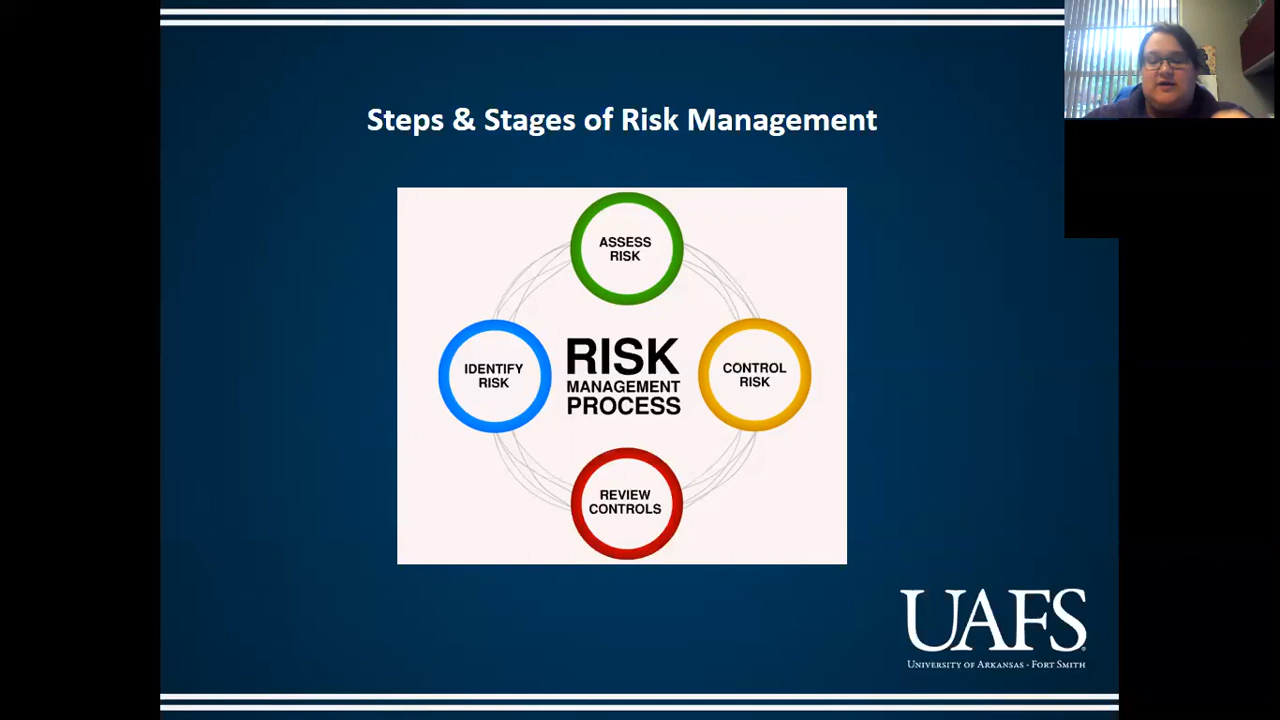 Steps & Stages of Risk Management
ASSESS
RISK
IDENTIFY
RISK
RISK
MANAGEMENT
PROCESS
CONTROL
RISK
REVIEW
CONTROLS
UAFS
UNIVERSITY OF ARKANSAS - FORT SMITH